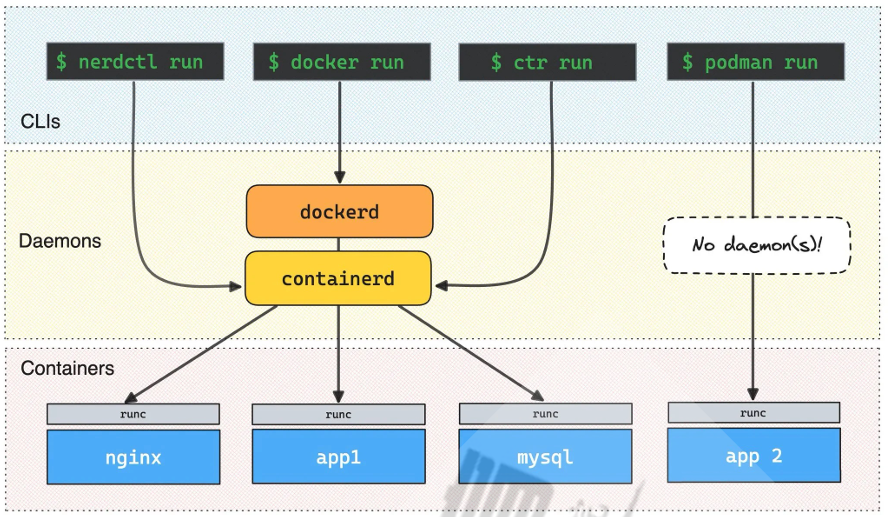 $ nerdctl run
$ docker run
$ ctr run
$ podman run
CLIs
dockerd
Daemons
No daemon(s)!
containerd
Containers
runc
runc
runc
runc
nginx
app1
mysql
app 2